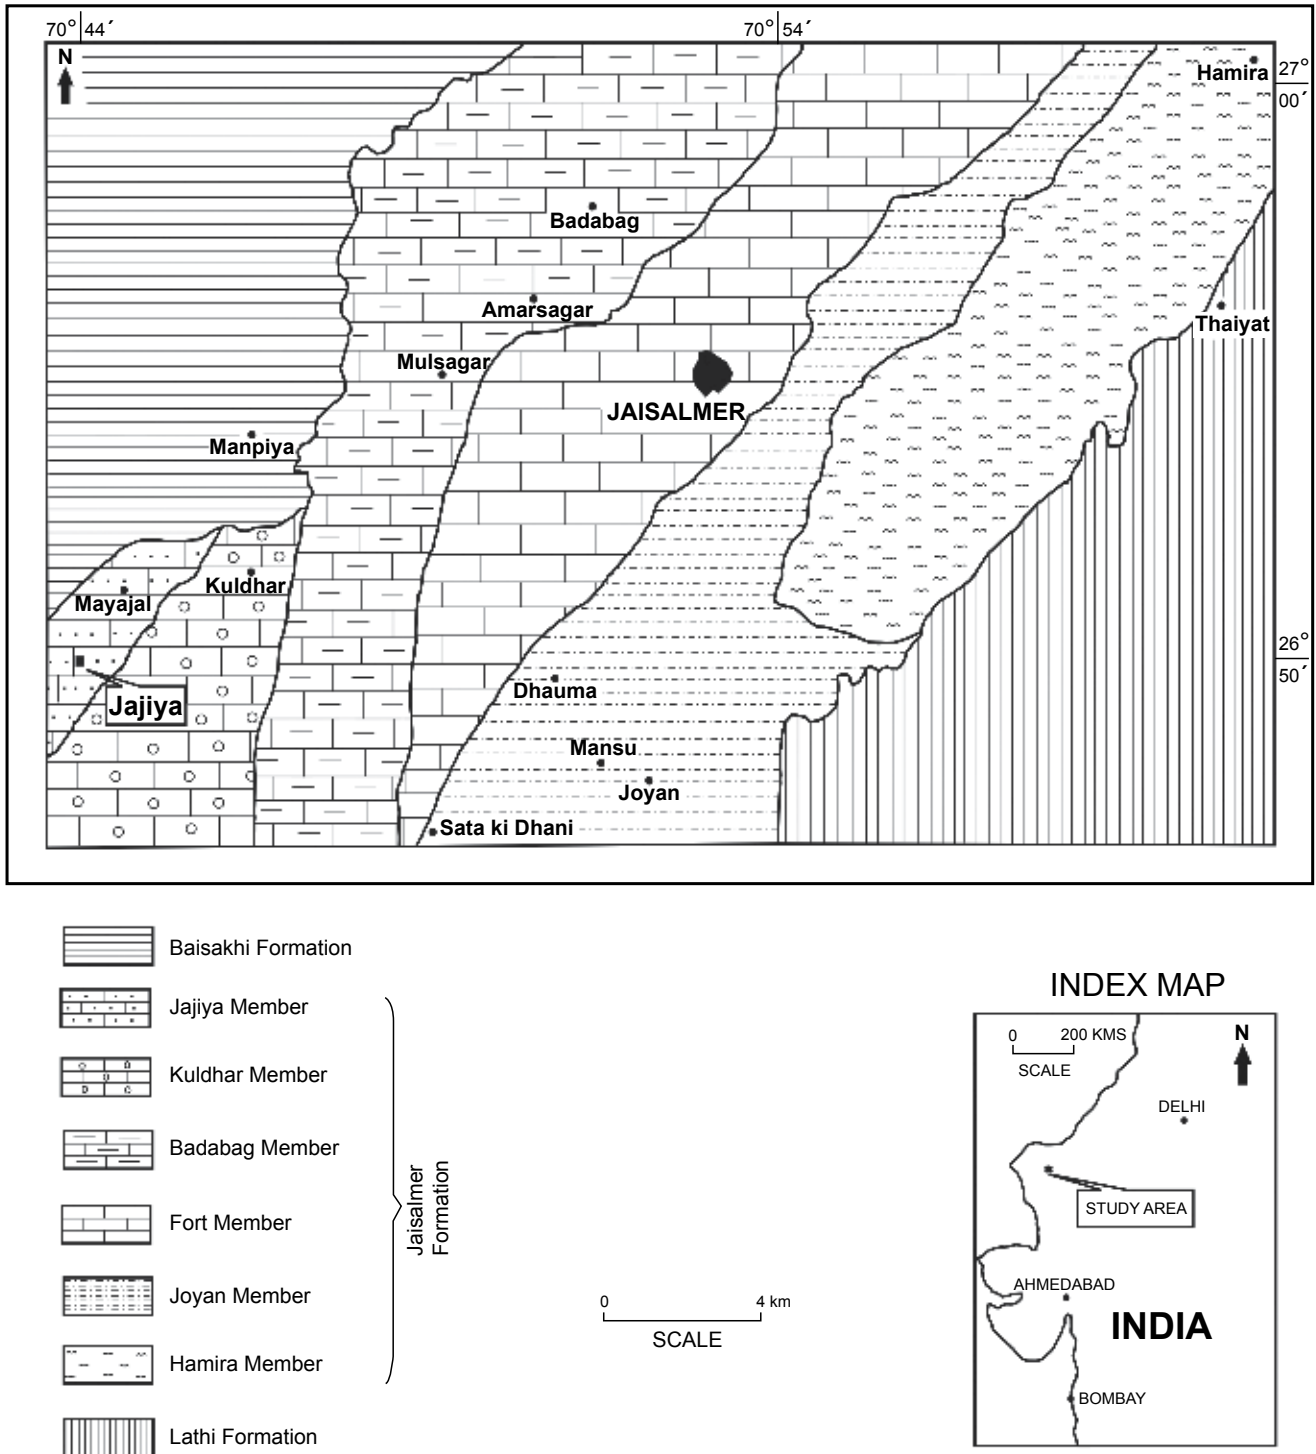 70° 44′
70° 54′
N
Hamira
27°
00′
Badabag
Amarsagar
Thaiyat
Mulsagar
JAISALMER
Manpiya
Kuldhar
Mayajal
26°
50′
Jajiya
Dhauma
Mansu
Joyan
Sata ki Dhani
Baisakhi Formation
Jajiya Member
Kuldhar Member
Badabag Member
Fort Member
Joyan Member
Hamira Member
Lathi Formation
Jaisalmer
Formation
0 4 km
SCALE
INDEX MAP
0 200 KMS
SCALE
N
DELHI
STUDY AREA
AHMEDABAD
INDIA
BOMBAY